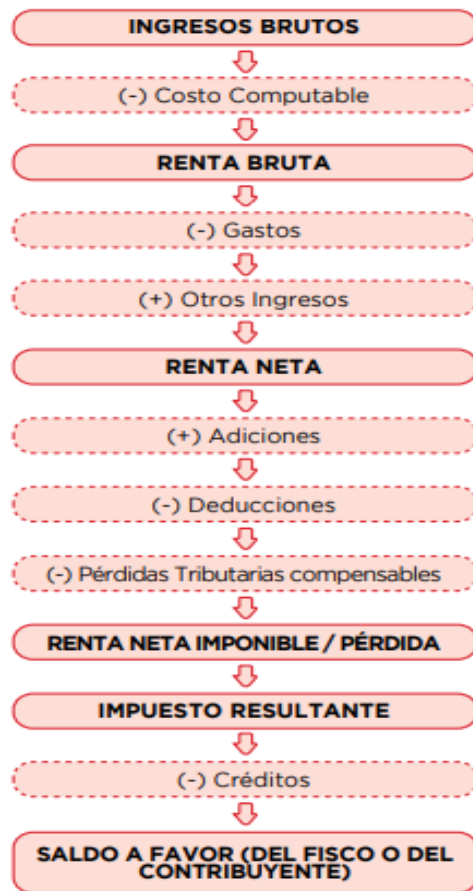 INGRESOS BRUTOS
(-) Costo Computable
RENTA BRUTA
(-) Gastos
(+) Otros Ingresos
RENTA NETA
(+) Adiciones
(-) Deducciones
(-) Pérdidas Tributarias compensables
RENTA NETA IMPONIBLE / PÉRDIDA
IMPUESTO RESULTANTE
(-) Créditos
SALDO A FAVOR (DEL FISCO O DEL
CONTRIBUYENTE)